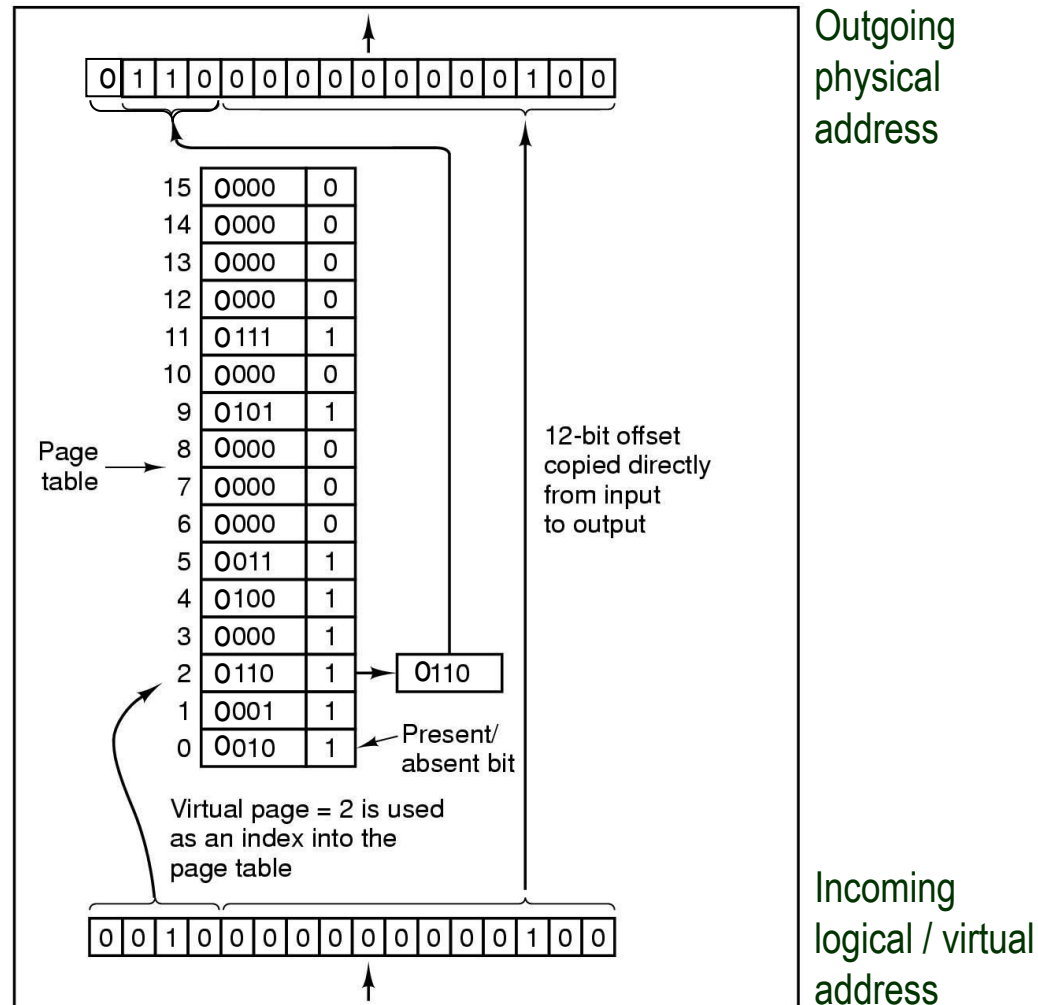 Outgoing
physical
address
0 1 1 0 0 0 0 0 0 0 0 0 0 1 0 0
15 0000 0
14 0000 0
13 0000 0
12 0000 0
11 0111 1
10 0000 0
9 0101 1
8 0000 0
7 0000 0
6 0000 0
5 0011 1
4 0100 1
3 0000 1
2 0110 1 0110
1 0001 1
0 0010 1
Page
table
12-bit offset
copied directly
from input
to output
Present/
absent bit
Virtual page = 2 is used
as an index into the
page table
0 0 1 0 0 0 0 0 0 0 0 0 0 1 0 0
Incoming
logical / virtual
address